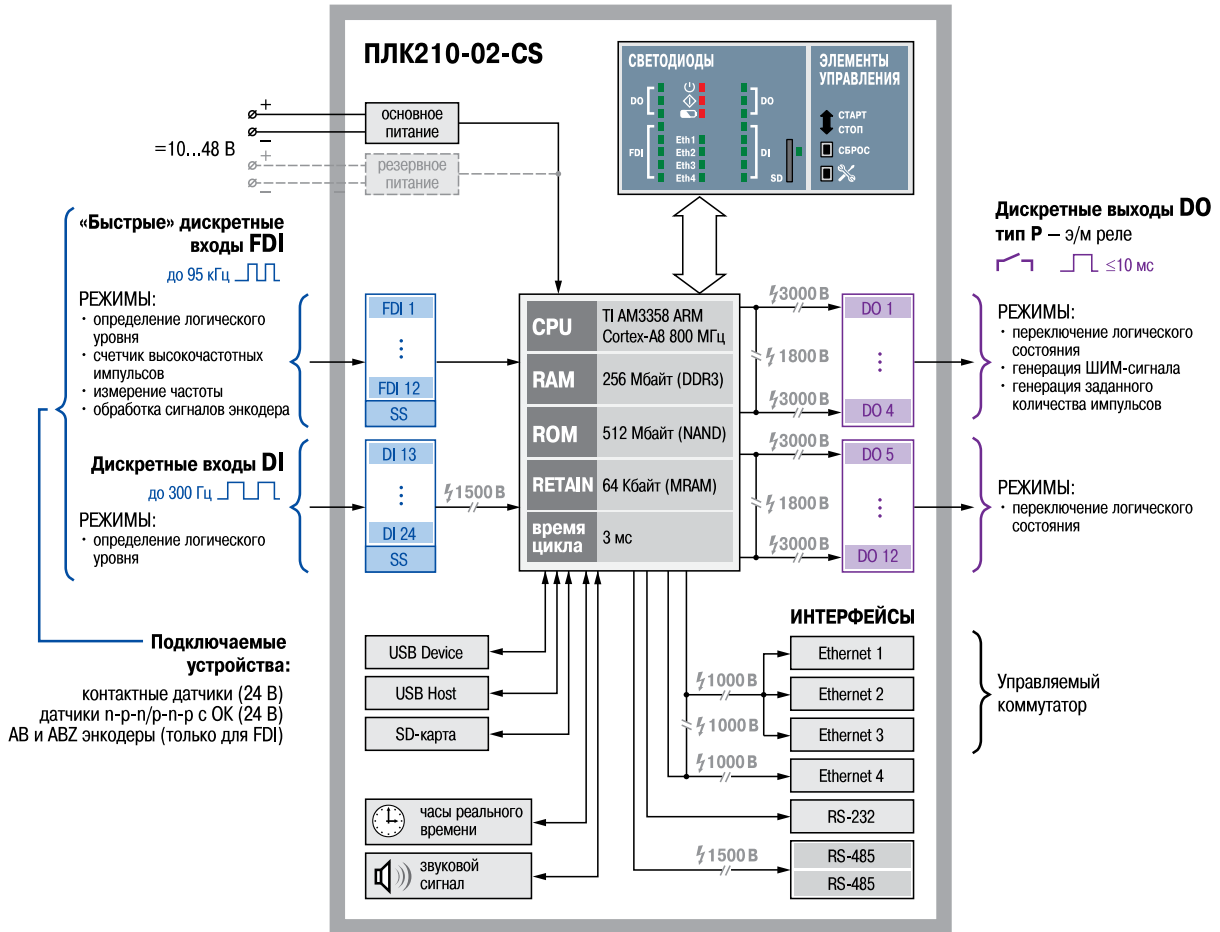 ПЛК210-02-CS
СВЕТОДИОДЫ
DO
DO
FDI
Eth1
Eth2
Eth3
Eth4
DI
SD
ЭЛЕМЕНТЫ
УПРАВЛЕНИЯ
СТАРТ
СТОП
СБРОС
=10...48 В
+
−
+
−
основное
питание
резервное
питание
«Быстрые» дискретные
входы FDI
до 95 кГц
РЕЖИМЫ:
· определение логического
уровня
· счетчик высокочастотных
импульсов
· измерение частоты
· обработка сигналов энкодера
Дискретные входы DI
до 300 Гц
РЕЖИМЫ:
· определение логического
уровня
Подключаемые
устройства:
контактные датчики (24 В)
датчики n-p-n/p-n-p с ОК (24 В)
AB и ABZ энкодеры (только для FDI)
FDI 1
FDI 12
SS
DI 13
DI 24
SS
1500 В
CPU
TI AM3358 ARM
Cortex-A8 800 МГц
RAM
256 Мбайт (DDR3)
ROM
512 Мбайт (NAND)
RETAIN
64 Кбайт (MRAM)
время
цикла
3 мс
3000 В
1800 В
3000 В
3000 В
1800 В
3000 В
DO 1
DO 4
DO 5
DO 12
Дискретные выходы DO
тип Р — э/м реле
≤10 мс
РЕЖИМЫ:
· переключение логического
состояния
· генерация ШИМ-сигнала
· генерация заданного
количества импульсов
РЕЖИМЫ:
· переключение логического
состояния
USB Device
USB Host
SD-карта
часы реального
времени
звуковой
сигнал
ИНТЕРФЕЙСЫ
1000 В
1000 В
1000 В
1500 В
Ethernet 1
Ethernet 2
Ethernet 3
Ethernet 4
RS-232
RS-485
RS-485
Управляемый
коммутатор